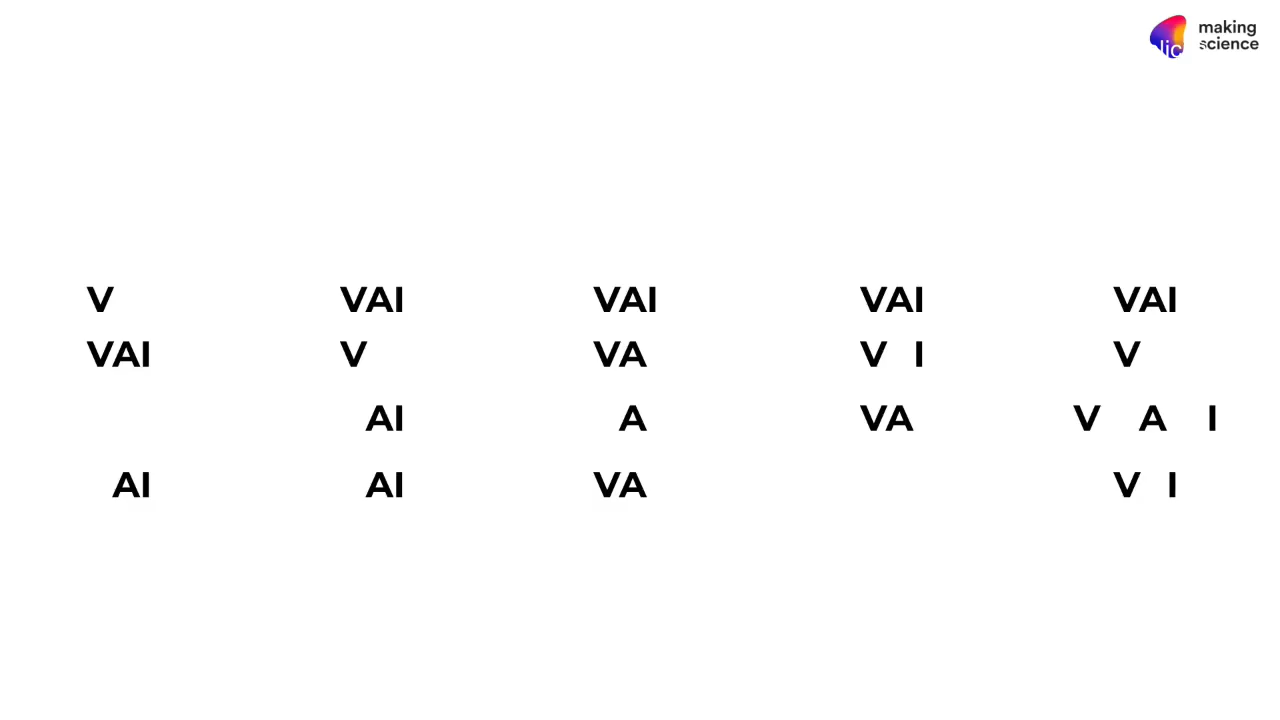 making
science
V VAI VAI VAI VAI
VAI V VA V I V
AI A VA V A I
AI AI VA V I